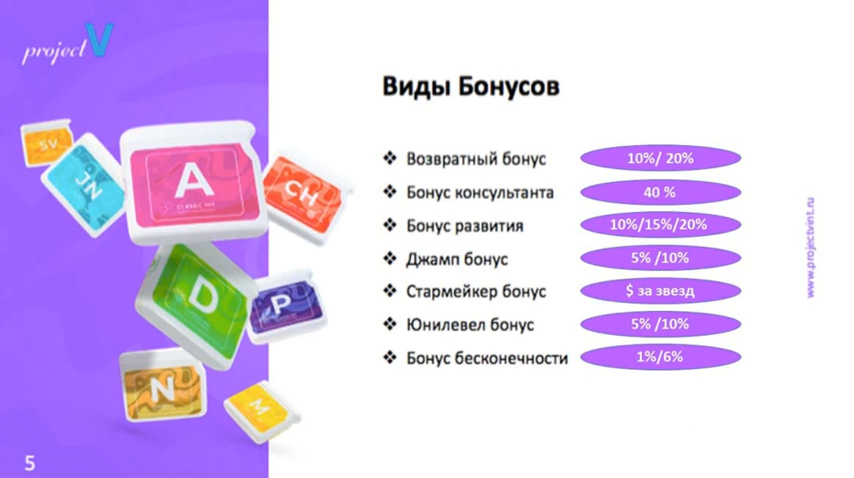 project V
Виды Бонусов
❖ Возвратный бонус 10%/ 20%
❖ Бонус консультанта 40 %
❖ Бонус развития 10%/15%/20%
❖ Джамп бонус 5% /10%
❖ Стармейкер бонус $ за звезд
❖ Юнилевел бонус 5% /10%
❖ Бонус бесконечности 1%/6%
www.projectvint.ru
SV
JN
A
CH
D
P
N
M
5